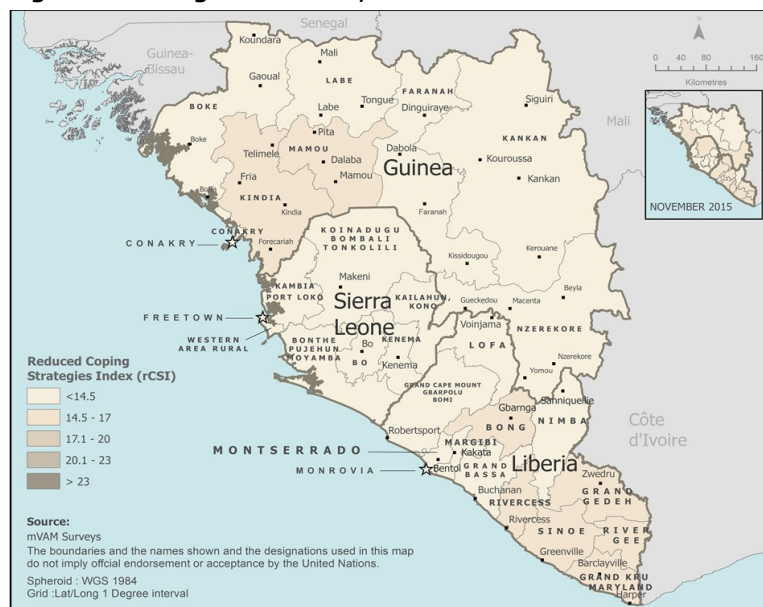 Senegal
Koundara
Guinea-
Bissau
Mali
Gaoual
LABE
BOKE
FARANAH
Labe
Tongue
Dinguiraye
Siguiri
Mali
Pita
Boke
MAMOU
KANKAN
Telimele
Dalaba
Dabola
Guinea
Kouroussa
Fria
Mamou
Kankan
Boffa
KINDIA
Kindia
Faranah
CONAKRY
CONAKRY
Forecariah
KOINADUGU
BOMBALI
TONKOLILI
Kissidougou
Kerouane
Makeni
KAMBIA
PORT LOKO
Sierra
Leone
KAILAHUN,
KONO
Gueckedou
Macenta
Beyla
FREETOWN
WESTERN
AREA RURAL
Voinjama
NZEREKORE
BONTHE
PUJEHUN
MOYAMBA
Bo
BO
KENEMA
Kenema
LOFA
Nzerekore
Yomou
GRAND CAPE MOUNT
GBARPOLU
BOMI
Sanniquelle
Gbarnga
BONG
NIMBA
Côte
d'Ivoire
Robertsport
MONTSERRADO
MARGIBI
Kakata
MONROVIA
Bentol
GRAND
BASSA
Liberia
Zwedru
GRAND
GEDEH
Buchanan
RIVERCESS
Rivercess
SINOE
RIVER
GEE
Greenville
Barclayville
GRAND KRU
MARYLAND
Harper
N
0 40 80 160
Kilometres
NOVEMBER 2015
Reduced Coping
Strategies Index (rCSI)
<14.5
14.5 - 17
17.1 - 20
20.1 - 23
> 23
Source:
mVAM Surveys
The boundaries and the names shown and the designations used in this map
do not imply offcial endorsement or acceptance by the United Nations.
Spheroid : WGS 1984
Grid :Lat/Long 1 Degree interval